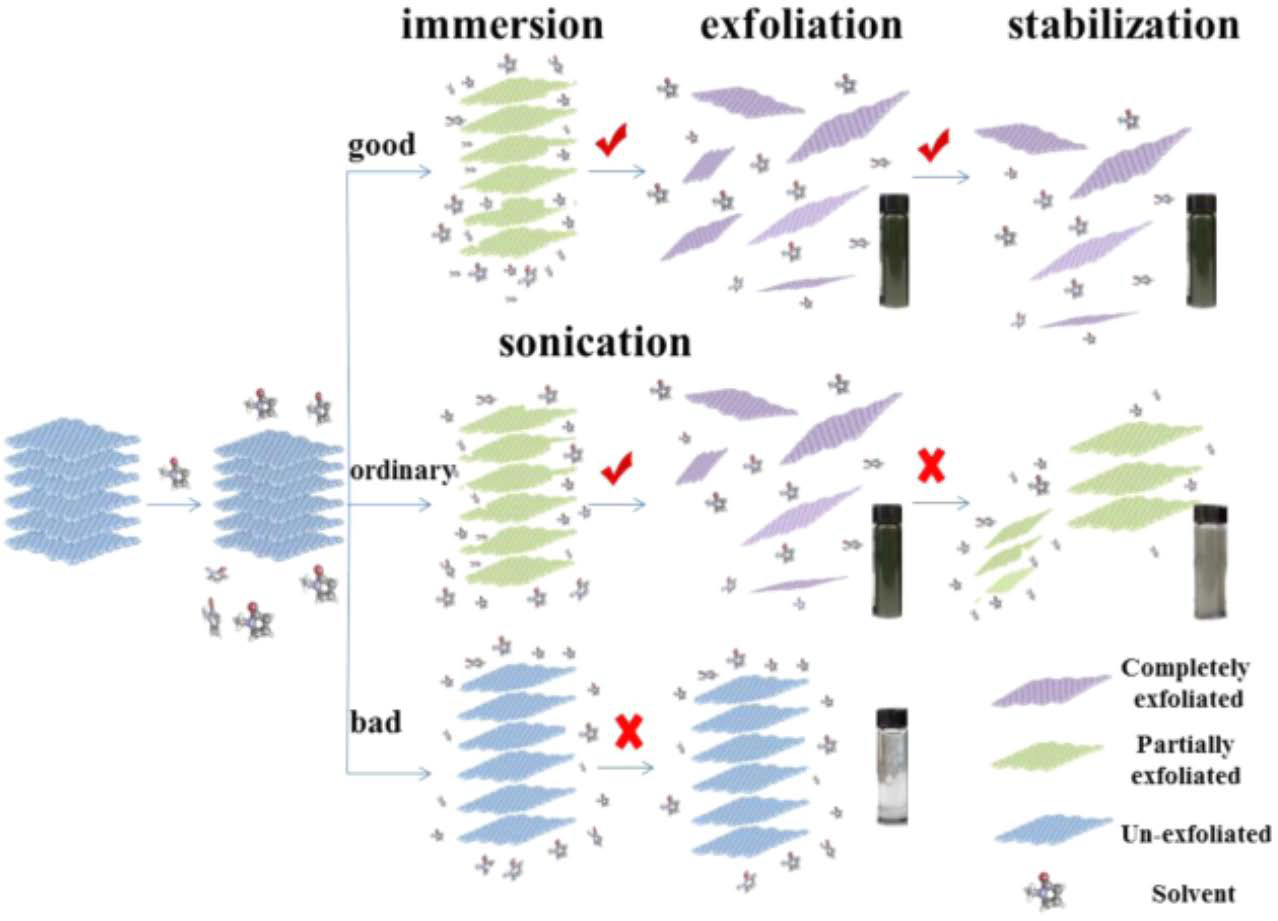 immersion exfoliation stabilization
good
sonication
ordinary
bad
Completely
exfoliated
Partially
exfoliated
Un-exfoliated
Solvent